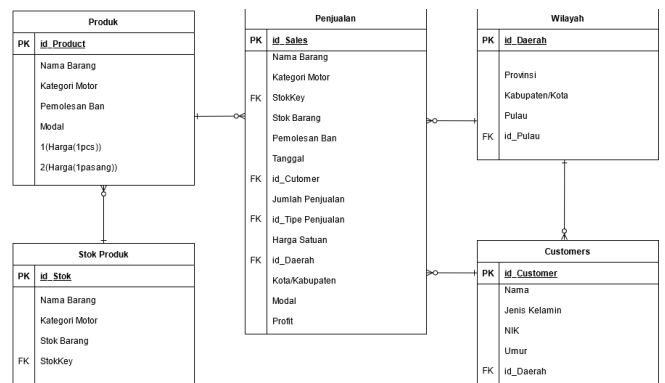 Produk
PK id_Product
Nama Barang
Kategori Motor
Pemolesan Ban
Modal
1(Harga(1pcs))
2(Harga(1pasang))
Stok Produk
PK id_Stok
Nama Barang
Kategori Motor
Stok Barang
FK StokKey
Penjualan
PK id_Sales
Nama Barang
Kategori Motor
FK StokKey
Stok Barang
Pemolesan Ban
Tanggal
FK id_Cutomer
Jumlah Penjualan
FK id_Tipe Penjualan
Harga Satuan
FK id_Daerah
Kota/Kabupaten
Modal
Profit
Wilayah
PK id_Daerah
Provinsi
Kabupaten/Kota
Pulau
FK id_Pulau
Customers
PK id_Customer
Nama
Jenis Kelamin
NIK
Umur
FK id_Daerah